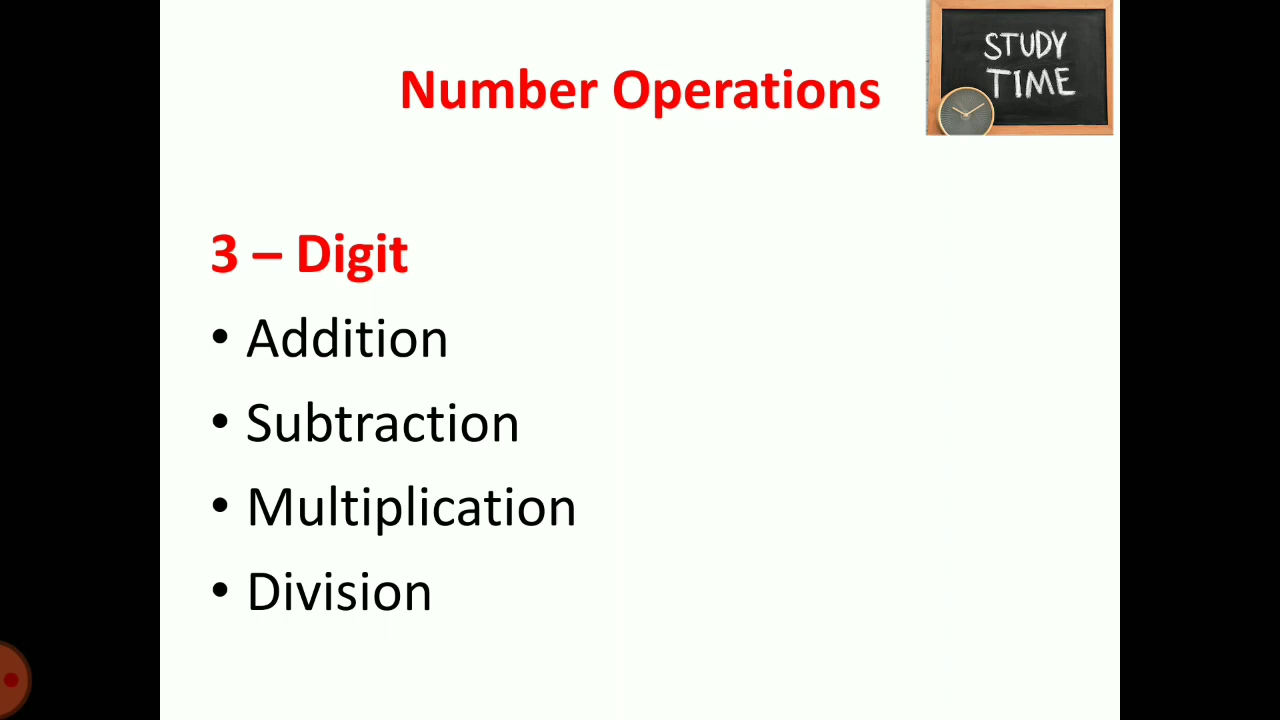 Number Operations
STUDY
TIME
3 – Digit
• Addition
• Subtraction
• Multiplication
• Division